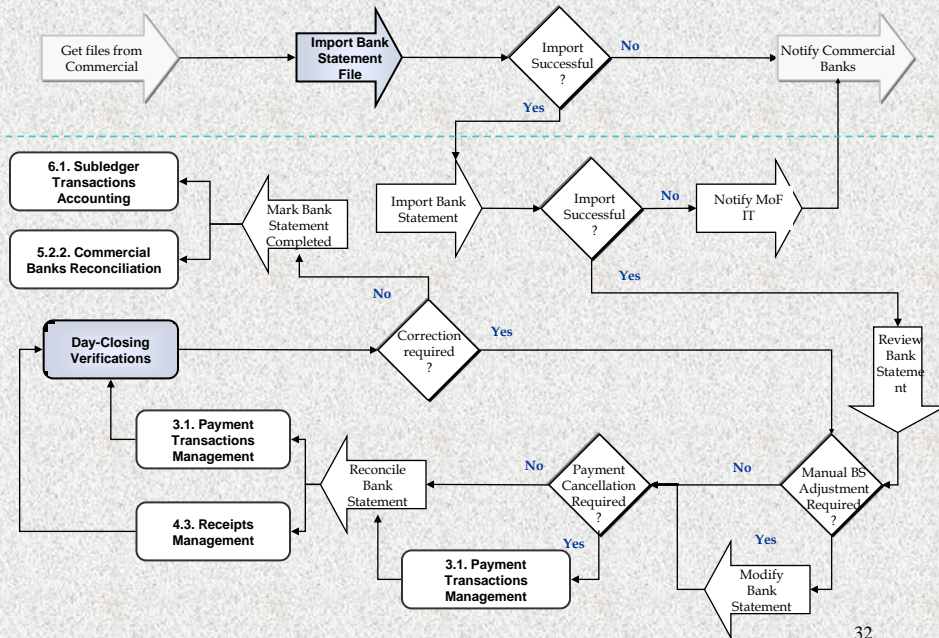 Get files from
Commercial
Import Bank
Statement
File
Import
Successful
?
No
Notify Commercial
Banks
Yes
6.1. Subledger
Transactions
Accounting
5.2.2. Commercial
Banks Reconciliation
Mark Bank
Statement
Completed
Import Bank
Statement
Import
Successful
?
No
Notify MoF
IT
Yes
No
Day-Closing
Verifications
Correction
required
?
Yes
Review
Bank
Stateme
nt
3.1. Payment
Transactions
Management
4.3. Receipts
Management
Reconcile
Bank
Statement
No
Payment
Cancellation
Required
?
No
Manual BS
Adjustment
Required
?
Yes
Yes
3.1. Payment
Transactions
Management
Modify
Bank
Statement
32